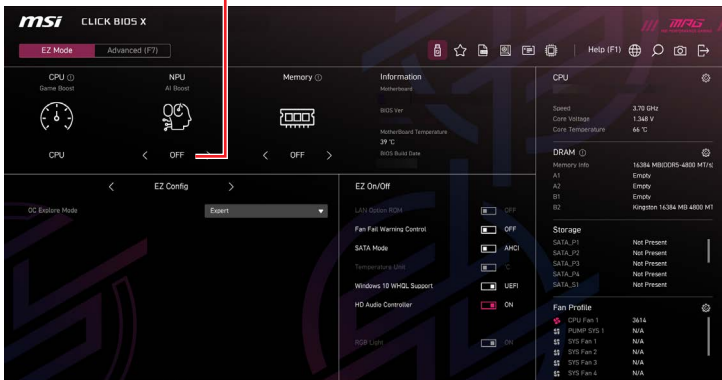 msi CLICK BIOS X
MPG
EZ Mode Advanced (F7) Help (F1)
CPU NPU Memory Information CPU
Game Boost AI Boost Motherboard
BIOS Ver Speed 3.70 GHz
Core Voltage 1.348 V
MotherBoard Temperature Core Temperature 66 °C
39 °C
CPU < OFF > < OFF > BIOS Build Date DRAM
Memory Info 16384 MB(DDR5-4800 MT/s
A1 Empty
< EZ Config > EZ On/Off A2 Empty
B1 Empty
OC Explore Mode Expert LAN Option ROM OFF B2 Kingston 16384 MB 4800 MT
Fan Fail Warning Control OFF Storage
SATA Mode AHCI SATA_P1 Not Present
SATA_P2 Not Present
Temperature Unit °C SATA_P3 Not Present
SATA_P4 Not Present
Windows 10 WHQL Support UEFI SATA_S1 Not Present
HD Audio Controller ON Fan Profile
CPU Fan 1 3614
PUMP SYS 1 N/A
RGB Light ON SYS Fan 1 N/A
SYS Fan 2 N/A
SYS Fan 3 N/A
SYS Fan 4 N/A